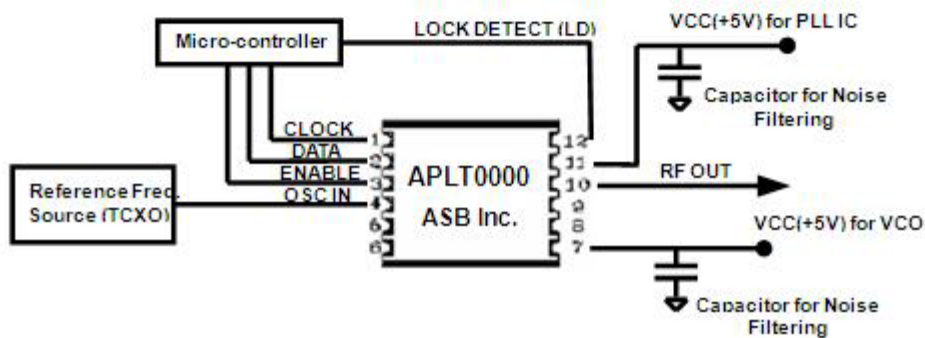 VCC(+5V) for PLL IC
Micro-controller
LOCK DETECT (LD)
Capacitor for Noise
Filtering
CLOCK
DATA
ENABLE
OSC IN
1
2
3
4
5
6
APLT0000
ASB Inc.
12
11
10
9
8
7
RF OUT
Reference Freq.
Source (TCXO)
VCC(+5V) for VCO
Capacitor for Noise
Filtering